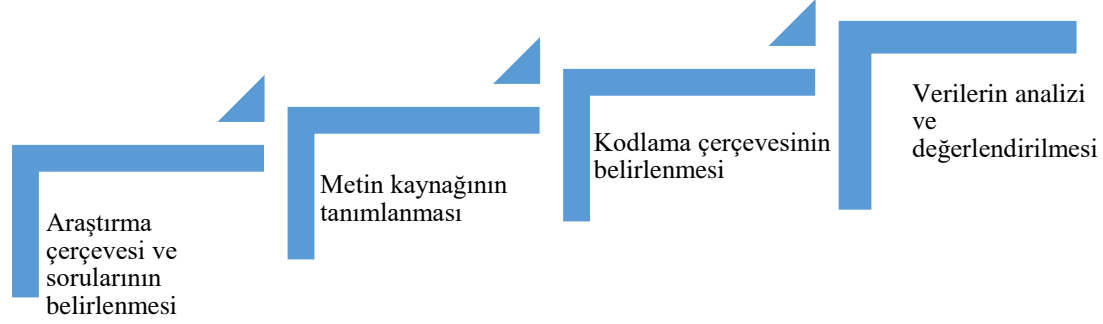 Araştırma
çerçevesi ve
sorularının
belirlenmesi
Metin kaynağının
tanımlanması
Kodlama çerçevesinin
belirlenmesi
Verilerin analizi
ve
değerlendirilmesi